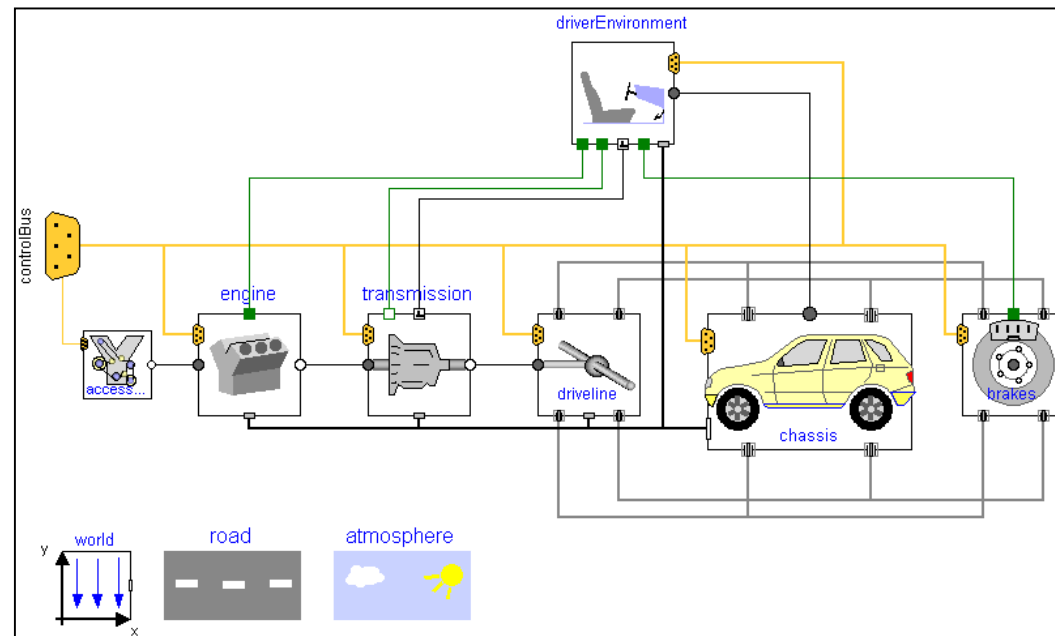 driverEnvironment
controlBus
engine
transmission
access...
driveline
brakes
chassis
world
road
atmosphere
y
x